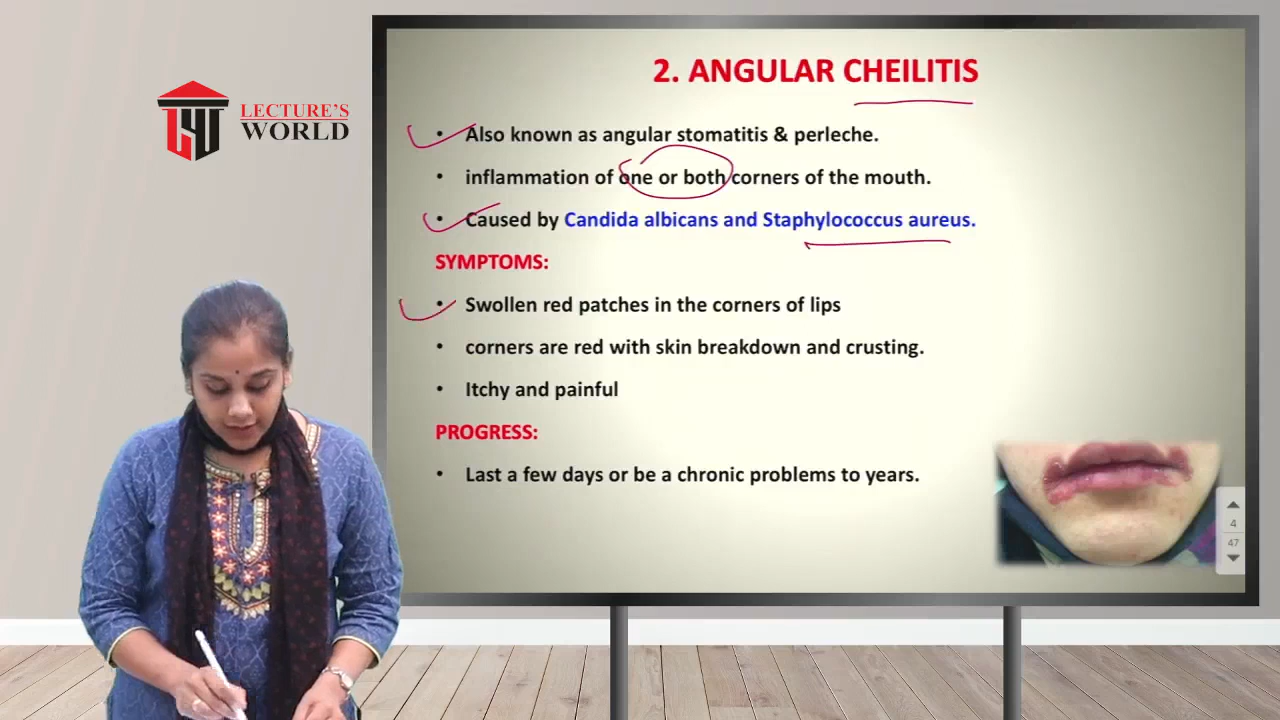 LECTURE'S
WORLD
2. ANGULAR CHEILITIS
• Also known as angular stomatitis & perleche.
• inflammation of one or both corners of the mouth.
• Caused by Candida albicans and Staphylococcus aureus.
SYMPTOMS:
• Swollen red patches in the corners of lips
• corners are red with skin breakdown and crusting.
• Itchy and painful
PROGRESS:
• Last a few days or be a chronic problems to years.
4
47